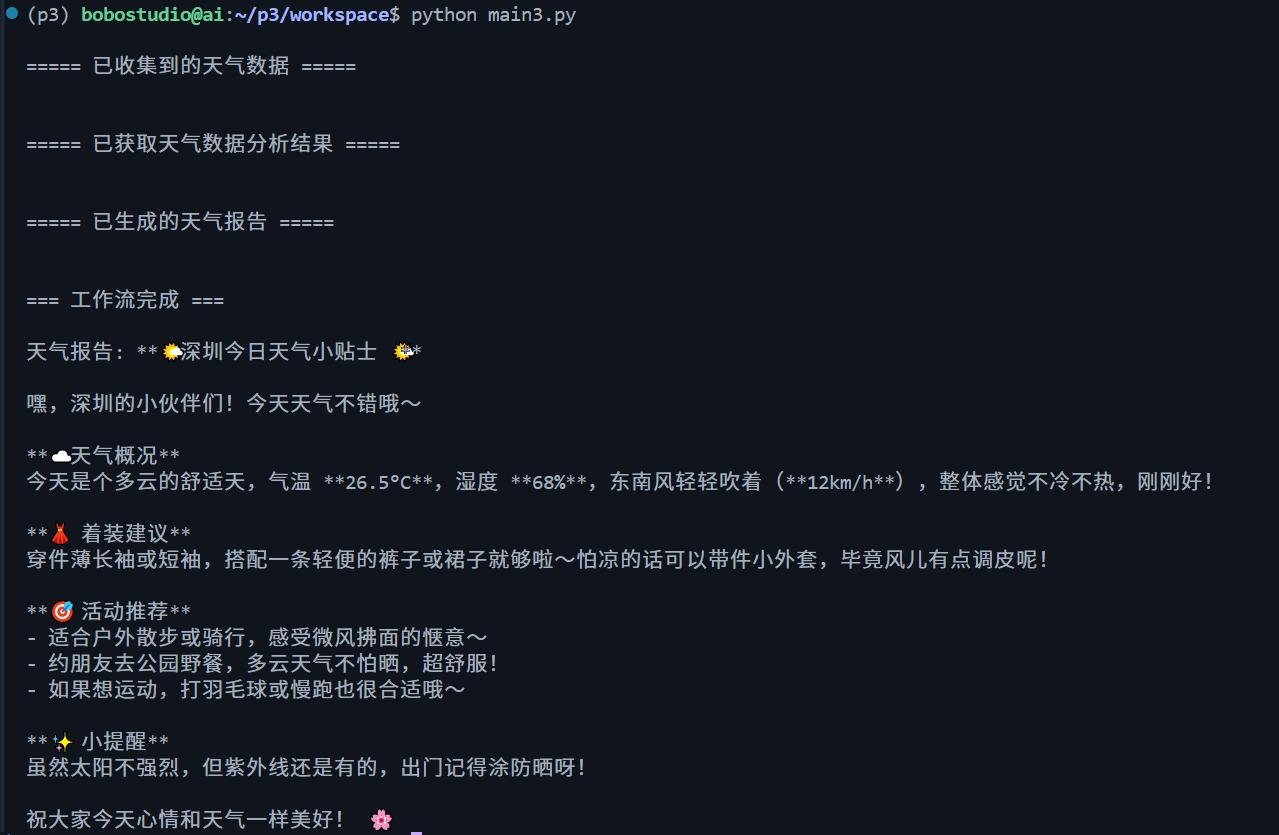 (p3) bobostudio@ai:~/p3/workspace$ python main3.py
===== 已收集到的天气数据 =====
===== 已获取天气数据分析结果 =====
===== 已生成的天气报告 =====
=== 工作流完成 ===
天气报告: **🌤️深圳今日天气小贴士 🌤️**
嘿，深圳的小伙伴们！今天天气不错哦～
**☁️天气概况**
今天是个多云的舒适天，气温 **26.5°C**，湿度 **68%**，东南风轻轻吹着（**12km/h**），整体感觉不冷不热，刚刚好！
**👗 着装建议**
穿件薄长袖或短袖，搭配一条轻便的裤子或裙子就够啦～怕凉的话可以带件小外套，毕竟风儿有点调皮呢！
**🎯 活动推荐**
- 适合户外散步或骑行，感受微风拂面的惬意～
- 约朋友去公园野餐，多云天气不怕晒，超舒服！
- 如果想运动，打羽毛球或慢跑也很合适哦～
**✨ 小提醒**
虽然太阳不强烈，但紫外线还是有的，出门记得涂防晒呀！
祝大家今天心情和天气一样美好！ 🌸